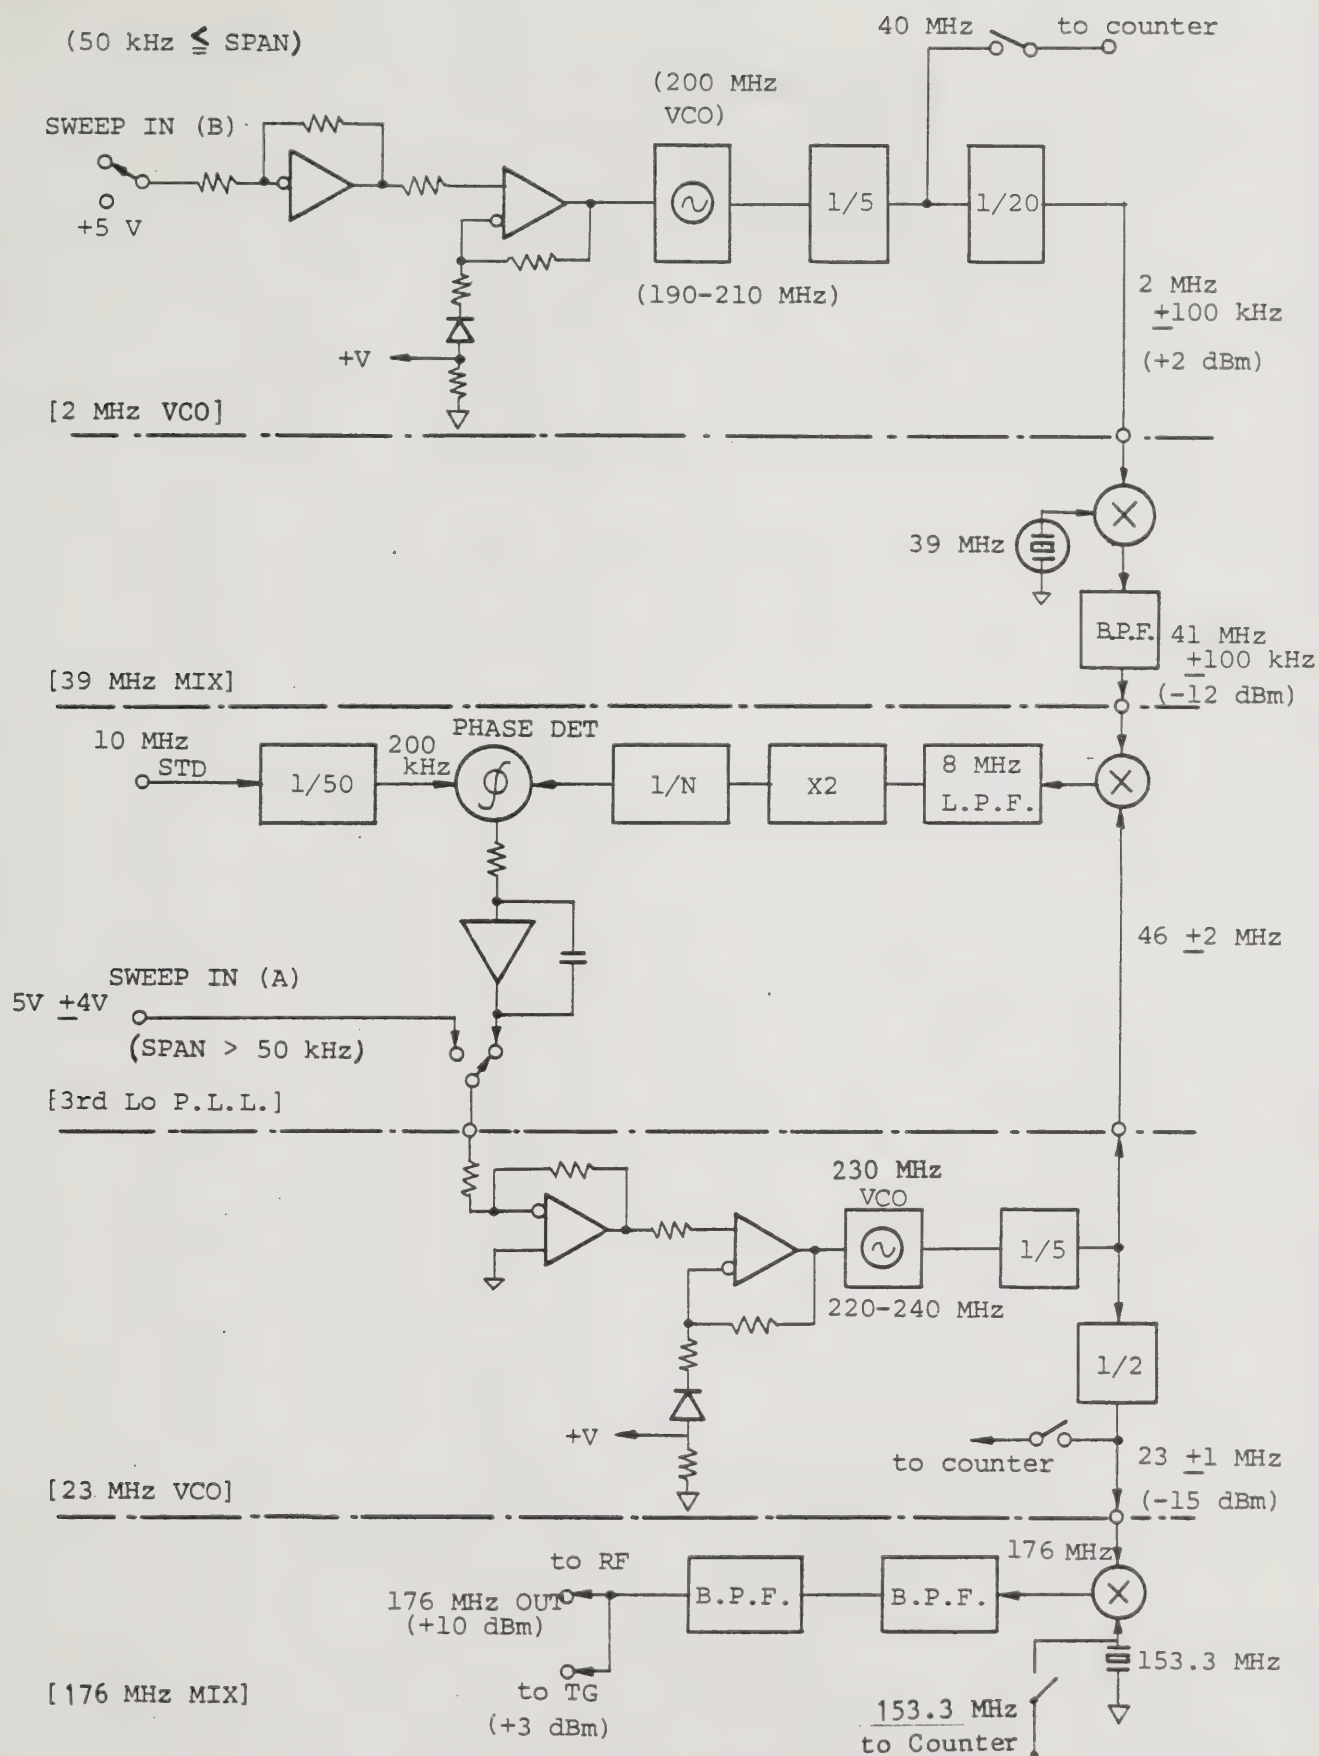 (50 kHz ≦ SPAN)
40 MHz
to counter
(200 MHz
VCO)
SWEEP IN (B)
+5 V
1/5
1/20
(190-210 MHz)
2 MHz
±100 kHz
(+2 dBm)
+V
[2 MHz VCO]
39 MHz
B.P.F.
41 MHz
±100 kHz
(-12 dBm)
[39 MHz MIX]
10 MHz
STD
1/50
200
kHz
PHASE DET
1/N
X2
8 MHz
L.P.F.
46 ±2 MHz
SWEEP IN (A)
5V ±4V
(SPAN > 50 kHz)
[3rd Lo P.L.L.]
230 MHz
VCO
1/5
220-240 MHz
1/2
+V
to counter
23 ±1 MHz
(-15 dBm)
[23 MHz VCO]
176 MHz
to RF
B.P.F.
B.P.F.
176 MHz OUT
(+10 dBm)
153.3 MHz
to TG
(+3 dBm)
[176 MHz MIX]
153.3 MHz
to Counter